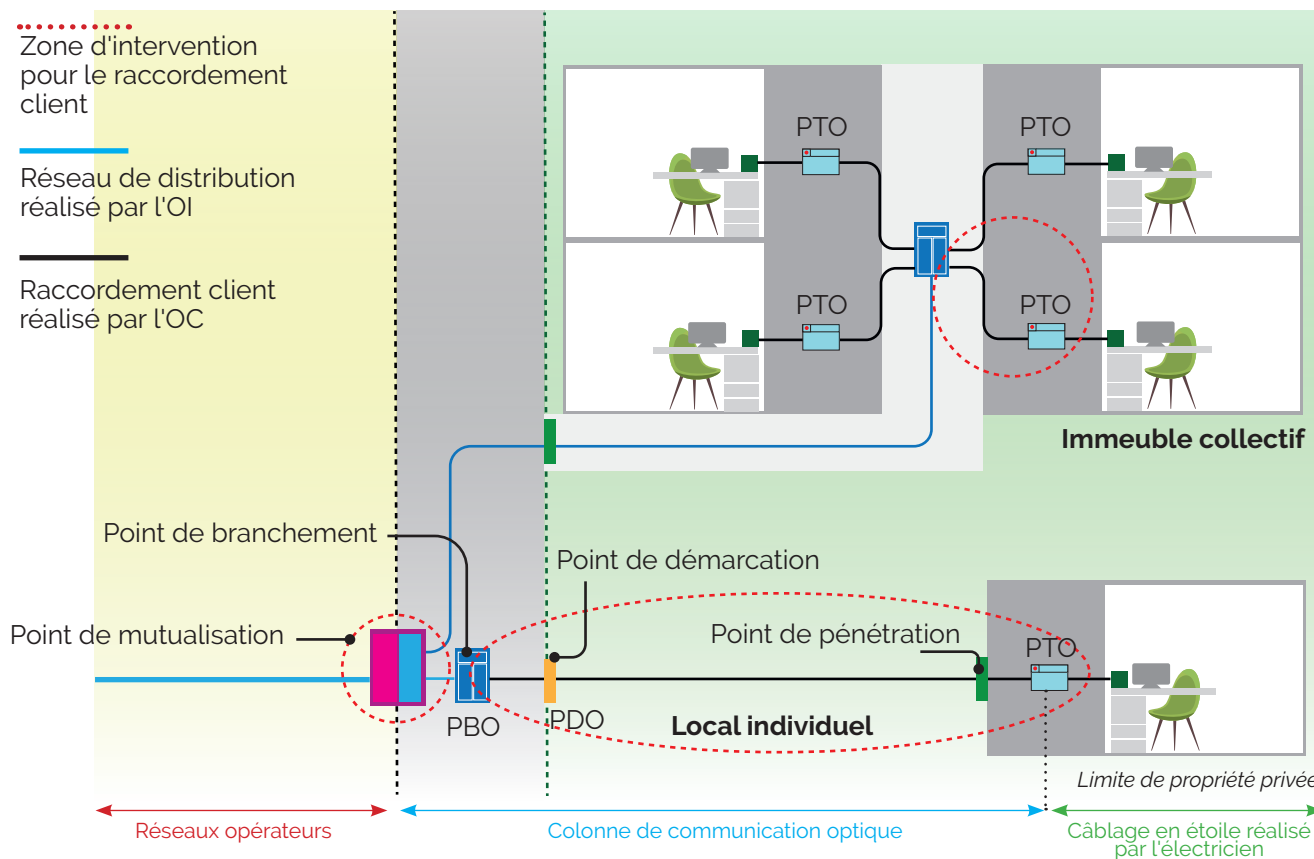 Zone d'intervention
pour le raccordement
client
Réseau de distribution
réalisé par l'OI
Raccordement client
réalisé par l'OC
PTO
PTO
PTO
PTO
Immeuble collectif
Point de branchement
Point de démarcation
Point de mutualisation
Point de pénétration
PTO
PBO
PDO
Local individuel
Limite de propriété privée
Réseaux opérateurs
Colonne de communication optique
Câblage en étoile réalisé
par l'électricien